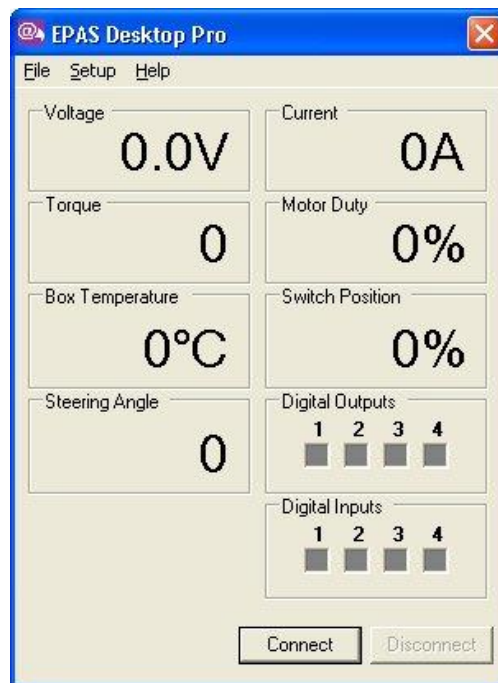 EPAS Desktop Pro
File Setup Help
Voltage
0.0V
Current
0A
Torque
0
Motor Duty
0%
Box Temperature
0°C
Switch Position
0%
Steering Angle
0
Digital Outputs
1 2 3 4
Digital Inputs
1 2 3 4
Connect Disconnect